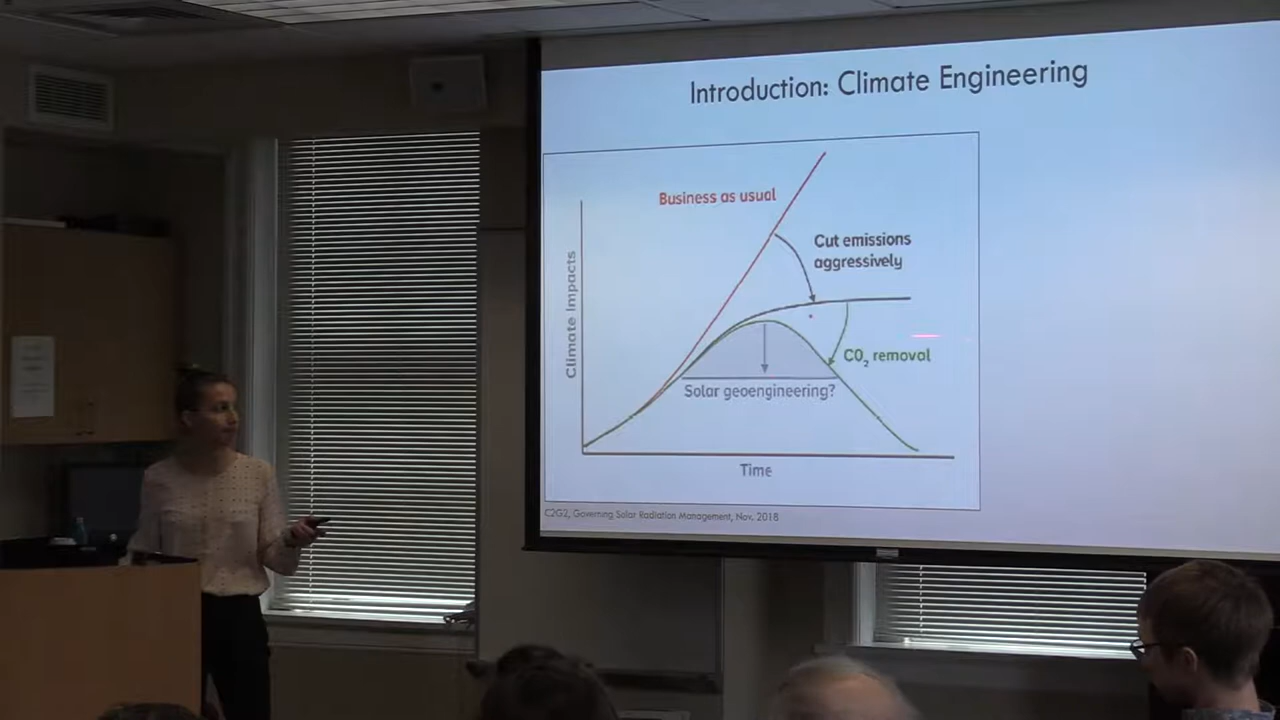 Introduction: Climate Engineering
Business as usual
Cut emissions
aggressively
Climate Impacts
CO₂ removal
Solar geoengineering?
Time
C2G2, Governing Solar Radiation Management, Nov. 2018